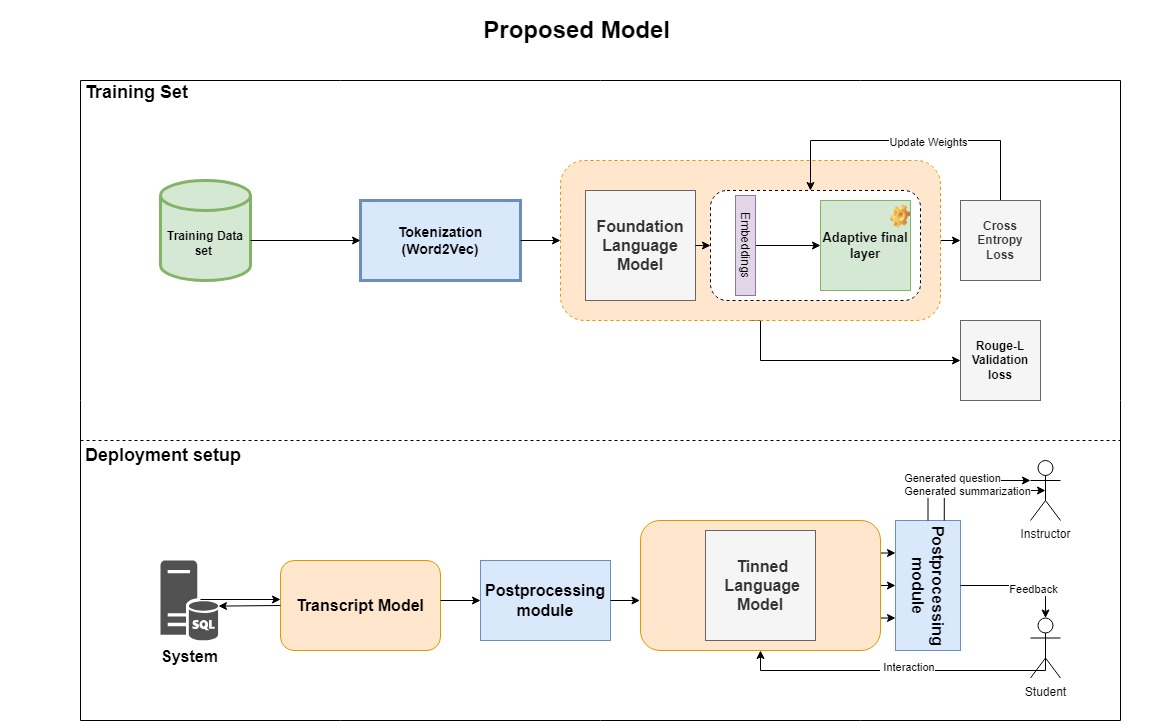 Proposed Model
Training Set
Update Weights
Training Data
set
Tokenization
(Word2Vec)
Foundation
Language
Model
Embeddings
Adaptive final
layer
Cross
Entropy
Loss
Rouge-L
Validation
loss
Deployment setup
Generated question
Generated summarization
Instructor
SQL
System
Transcript Model
Postprocessing
module
Tinned
Language
Model
Postprocessing
module
Feedback
Interaction
Student